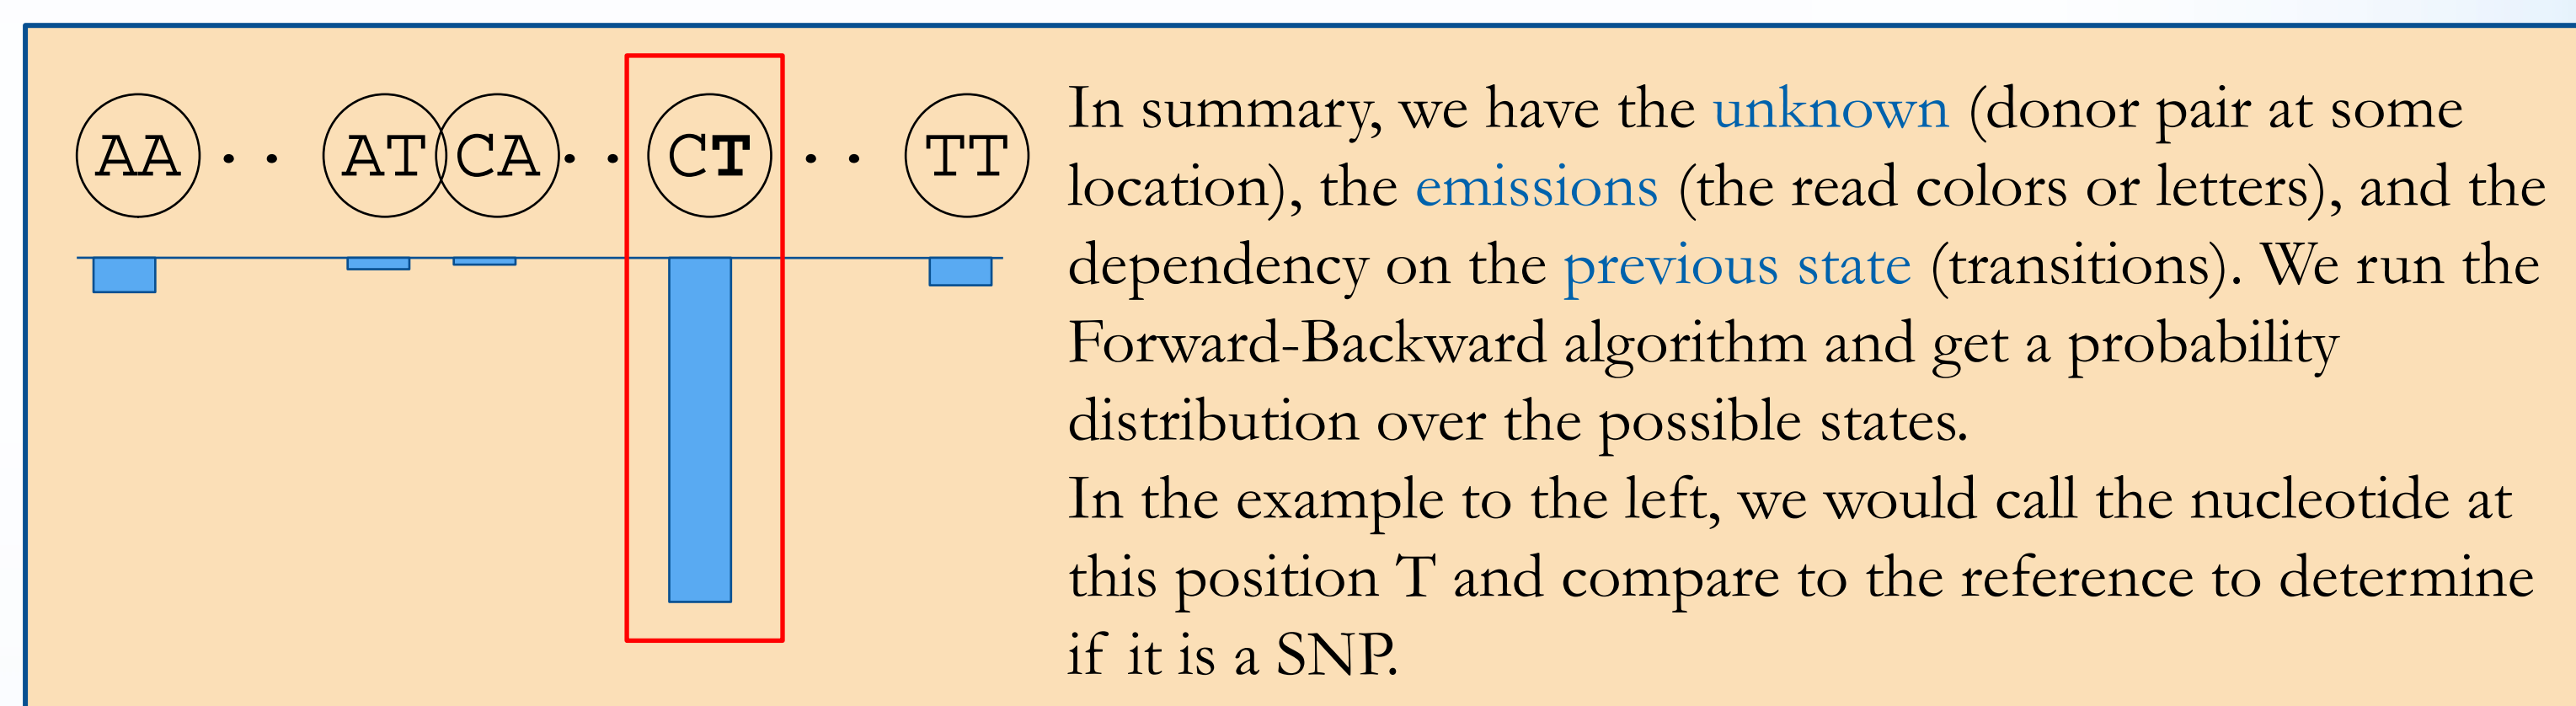 AA . . AT CA . . CT . . TT
In summary, we have the unknown (donor pair at some
location), the emissions (the read colors or letters), and the
dependency on the previous state (transitions). We run the
Forward-Backward algorithm and get a probability
distribution over the possible states.
In the example to the left, we would call the nucleotide at
this position T and compare to the reference to determine
if it is a SNP.